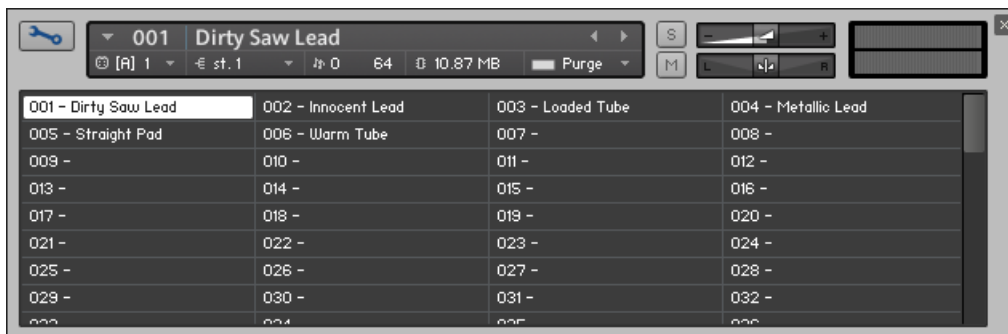 001 Dirty Saw Lead
S
[A] 1 st. 1 0 64 10.87 MB Purge
M L R
001 - Dirty Saw Lead 002 - Innocent Lead 003 - Loaded Tube 004 - Metallic Lead
005 - Straight Pad 006 - Warm Tube 007 - 008 -
009 - 010 - 011 - 012 -
013 - 014 - 015 - 016 -
017 - 018 - 019 - 020 -
021 - 022 - 023 - 024 -
025 - 026 - 027 - 028 -
029 - 030 - 031 - 032 -